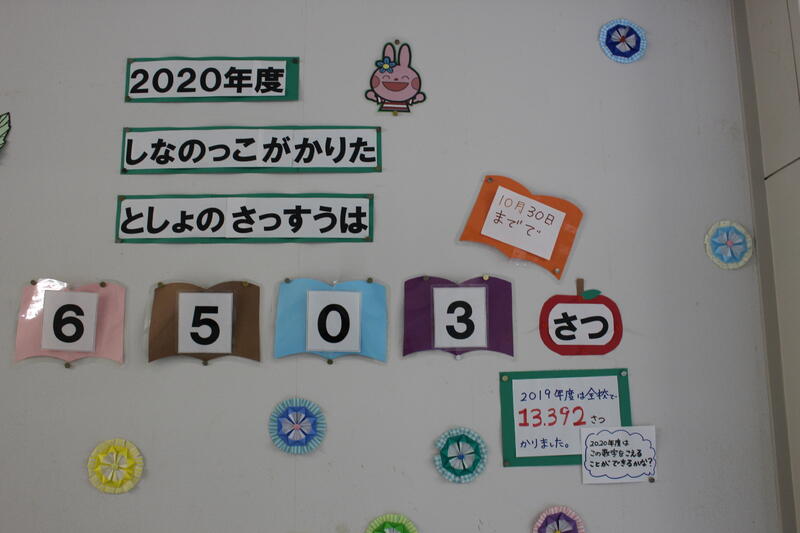 2020年度
しなのっこがかりた
としょのさっすうは
10月30日
までで
6503さつ
2019年度は全校で
13.392さつ
かりました。
2020年度は
この数字をこえる
ことができるかな?